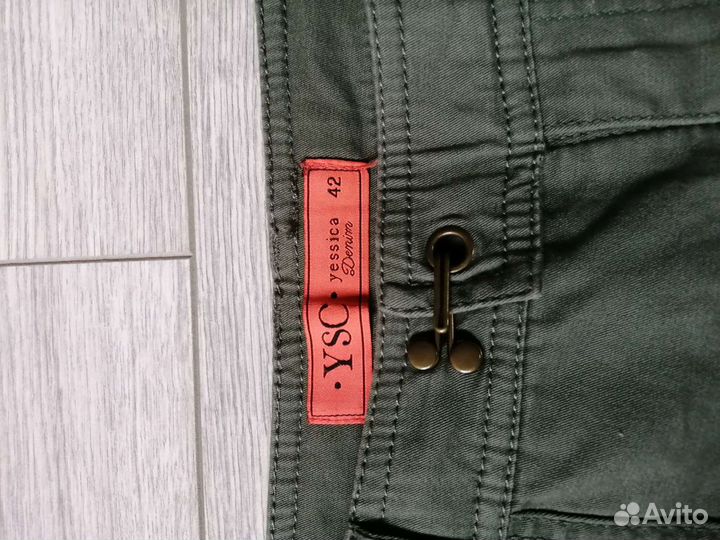 • YSC •
yessica
Denim
42
Avito